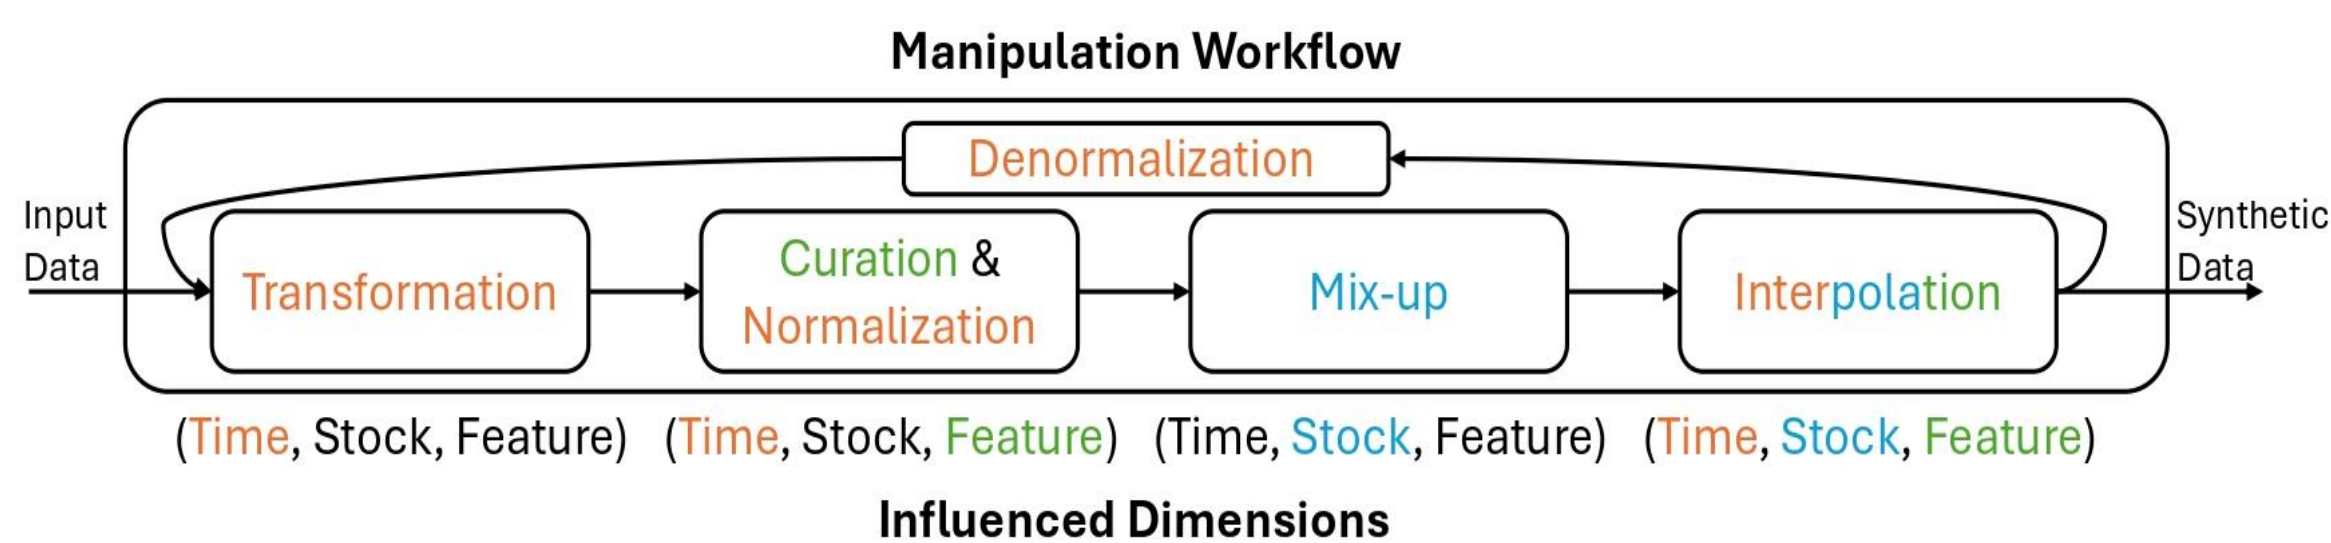 Manipulation Workflow
Denormalization
Input
Data
Transformation
Curation &
Normalization
Mix-up
Interpolation
Synthetic
Data
(Time, Stock, Feature)
(Time, Stock, Feature)
(Time, Stock, Feature)
(Time, Stock, Feature)
Influenced Dimensions